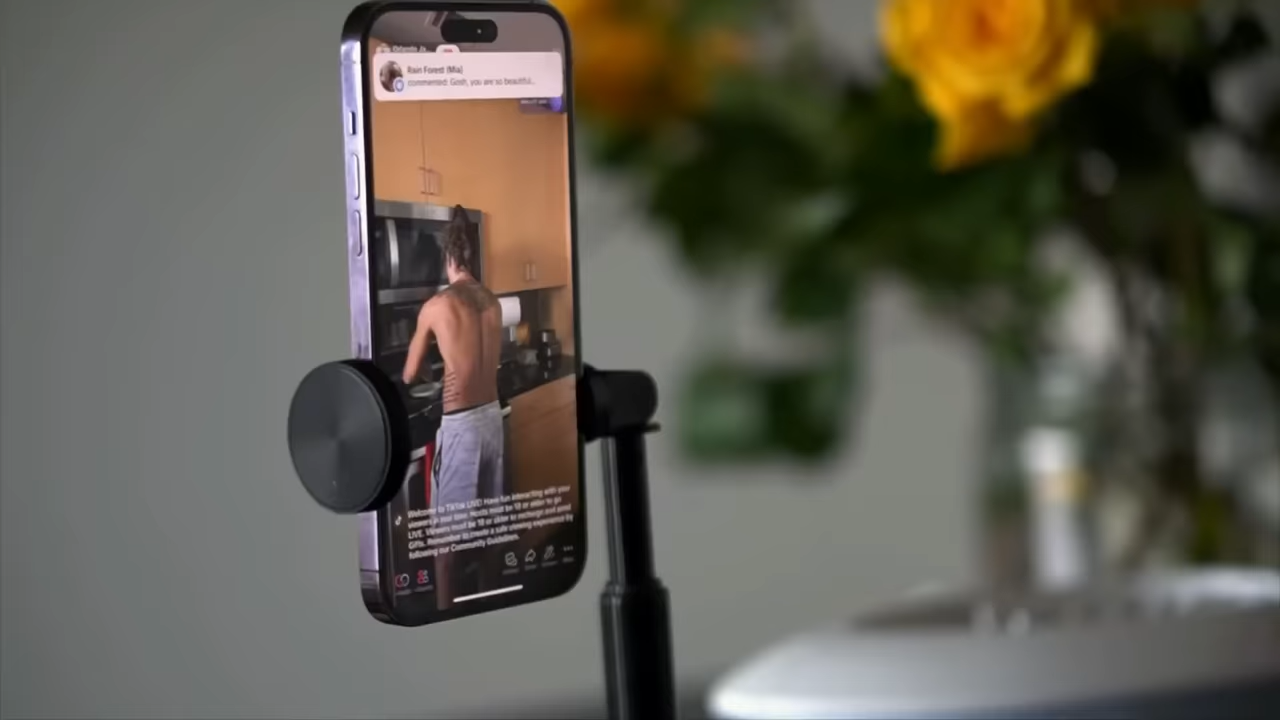 Orlando Ja...
Rain Forest (Mia)
commented: Gosh, you are so beautiful...
Welcome to TikTok LIVE! Have fun interacting with your
viewers in real time. Hosts must be 18 or older to go
LIVE. Viewers must be 18 or older to recharge and send
Gifts. Remember to create a safe viewing experience by
following our Community Guidelines.